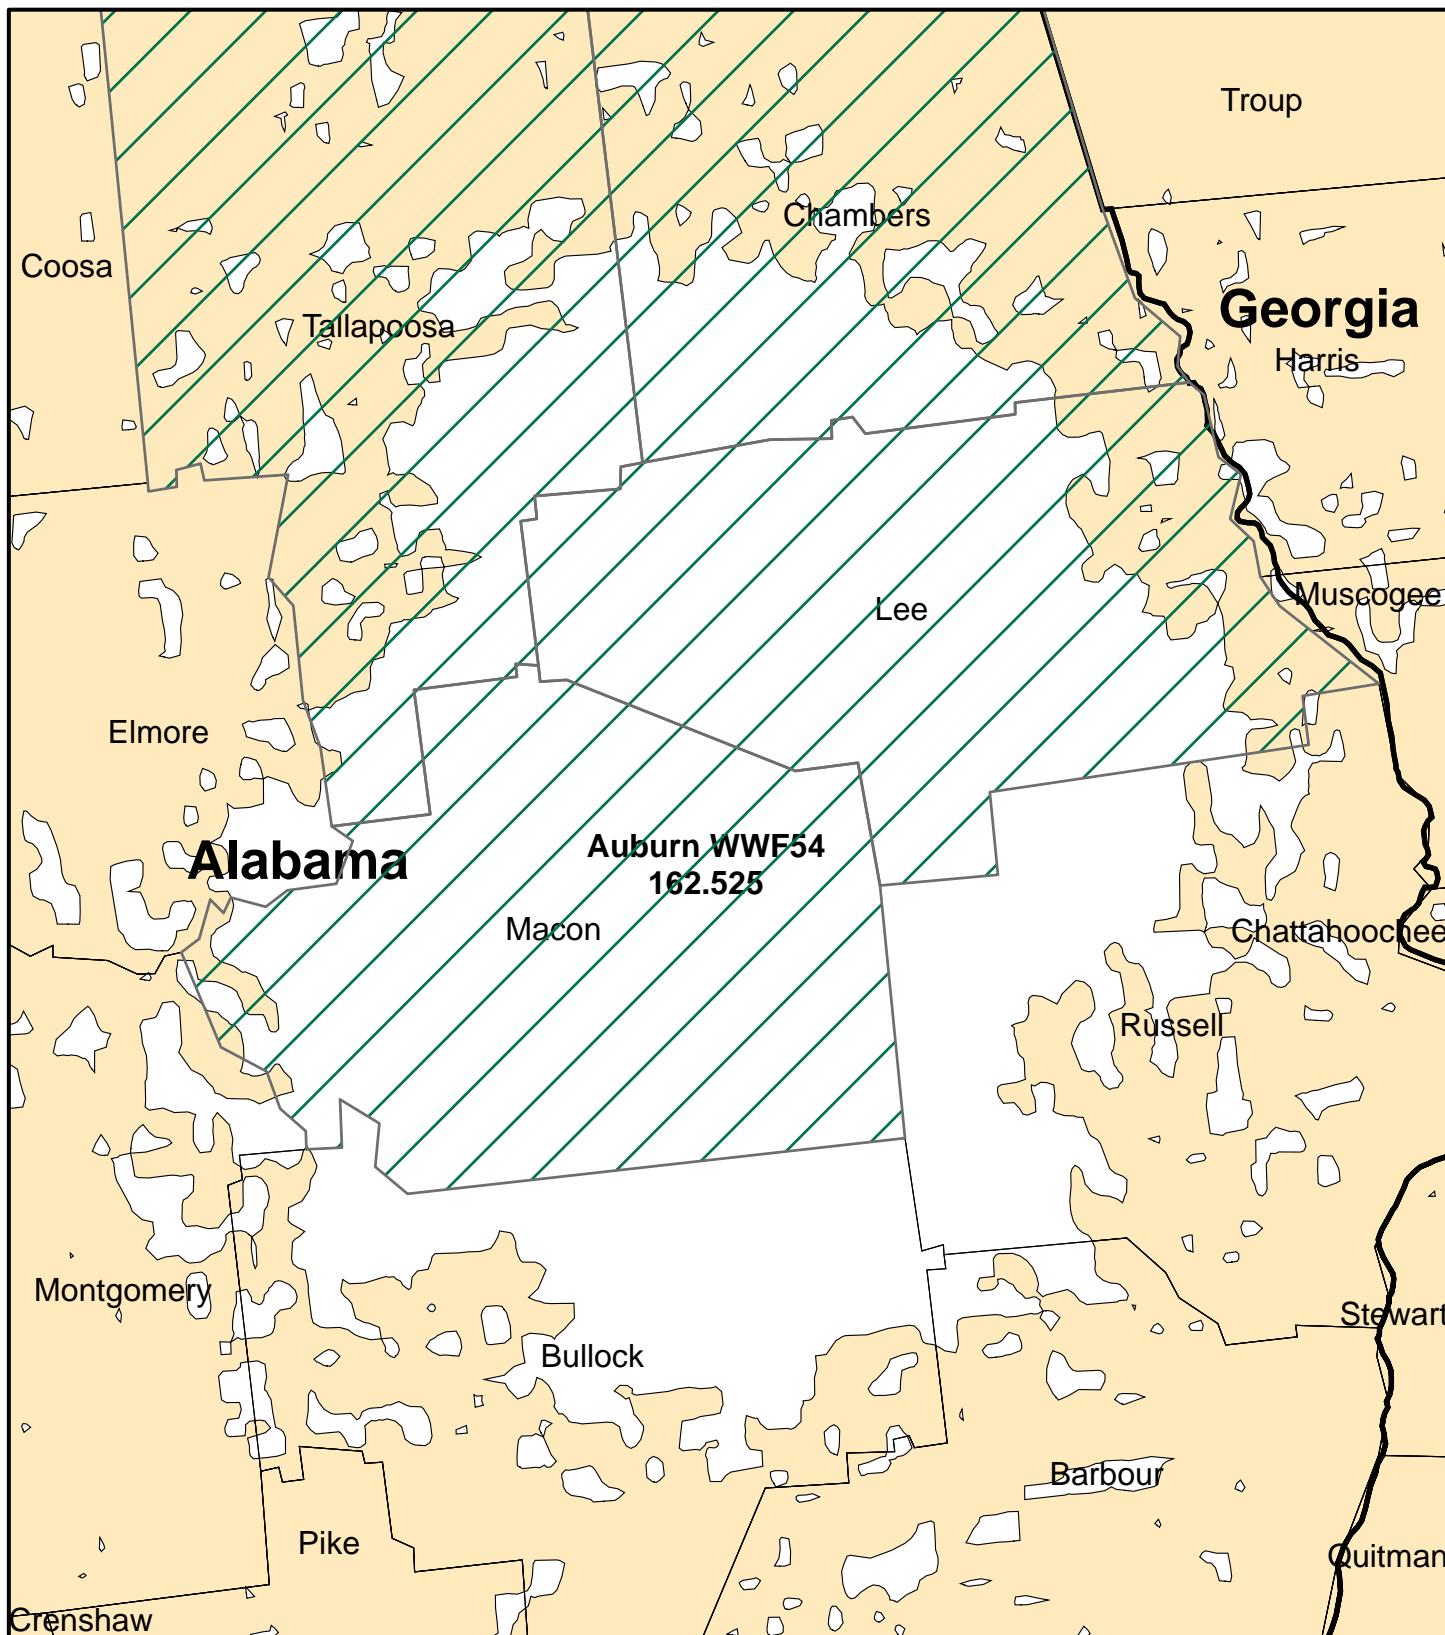 Troup
Chambers
Coosa
Georgia
Tallapoosa
Harris
Muscogee
Lee
Elmore
Auburn WWF54
Alabama
162.525
Macon
Chattahoochee
Russell
Montgomery
Stewart
Bullock
Barbour
Pike
Quitman
Crenshaw